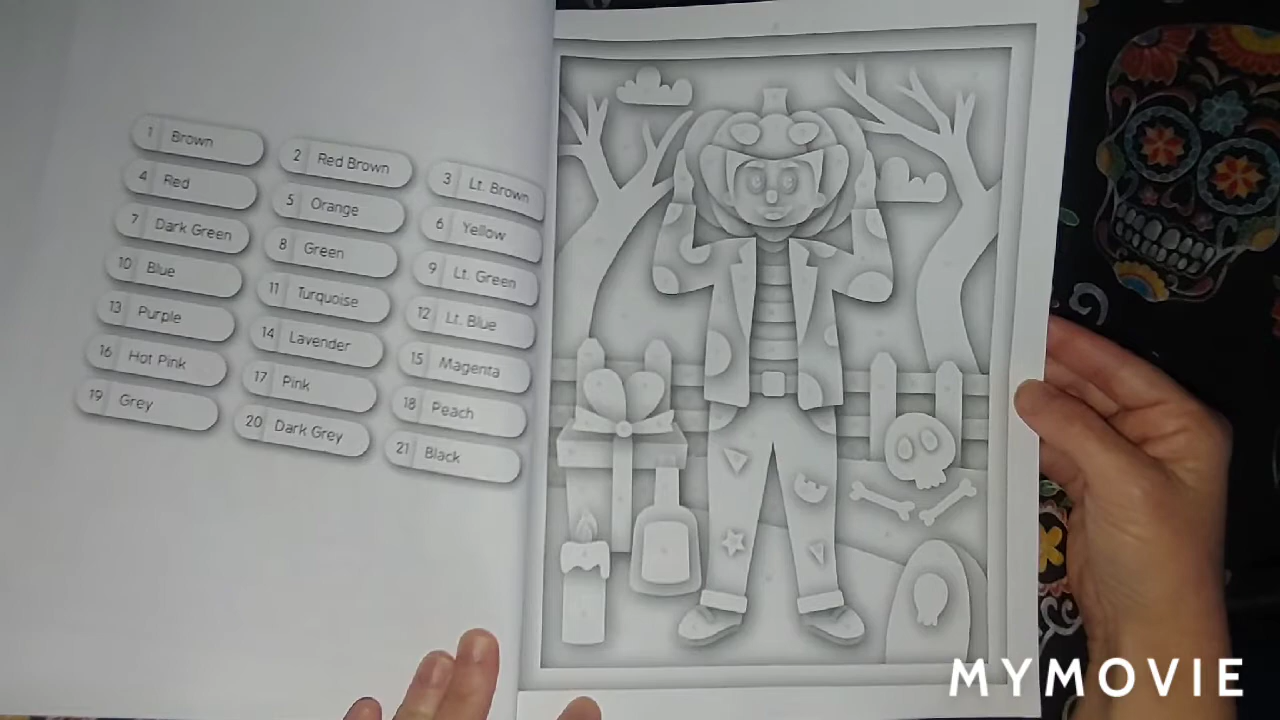 1 Brown
2 Red Brown
3 Lt. Brown
4 Red
5 Orange
6 Yellow
7 Dark Green
8 Green
9 Lt. Green
10 Blue
11 Turquoise
12 Lt. Blue
13 Purple
14 Lavender
15 Magenta
16 Hot Pink
17 Pink
18 Peach
19 Grey
20 Dark Grey
21 Black
MYMOVIE